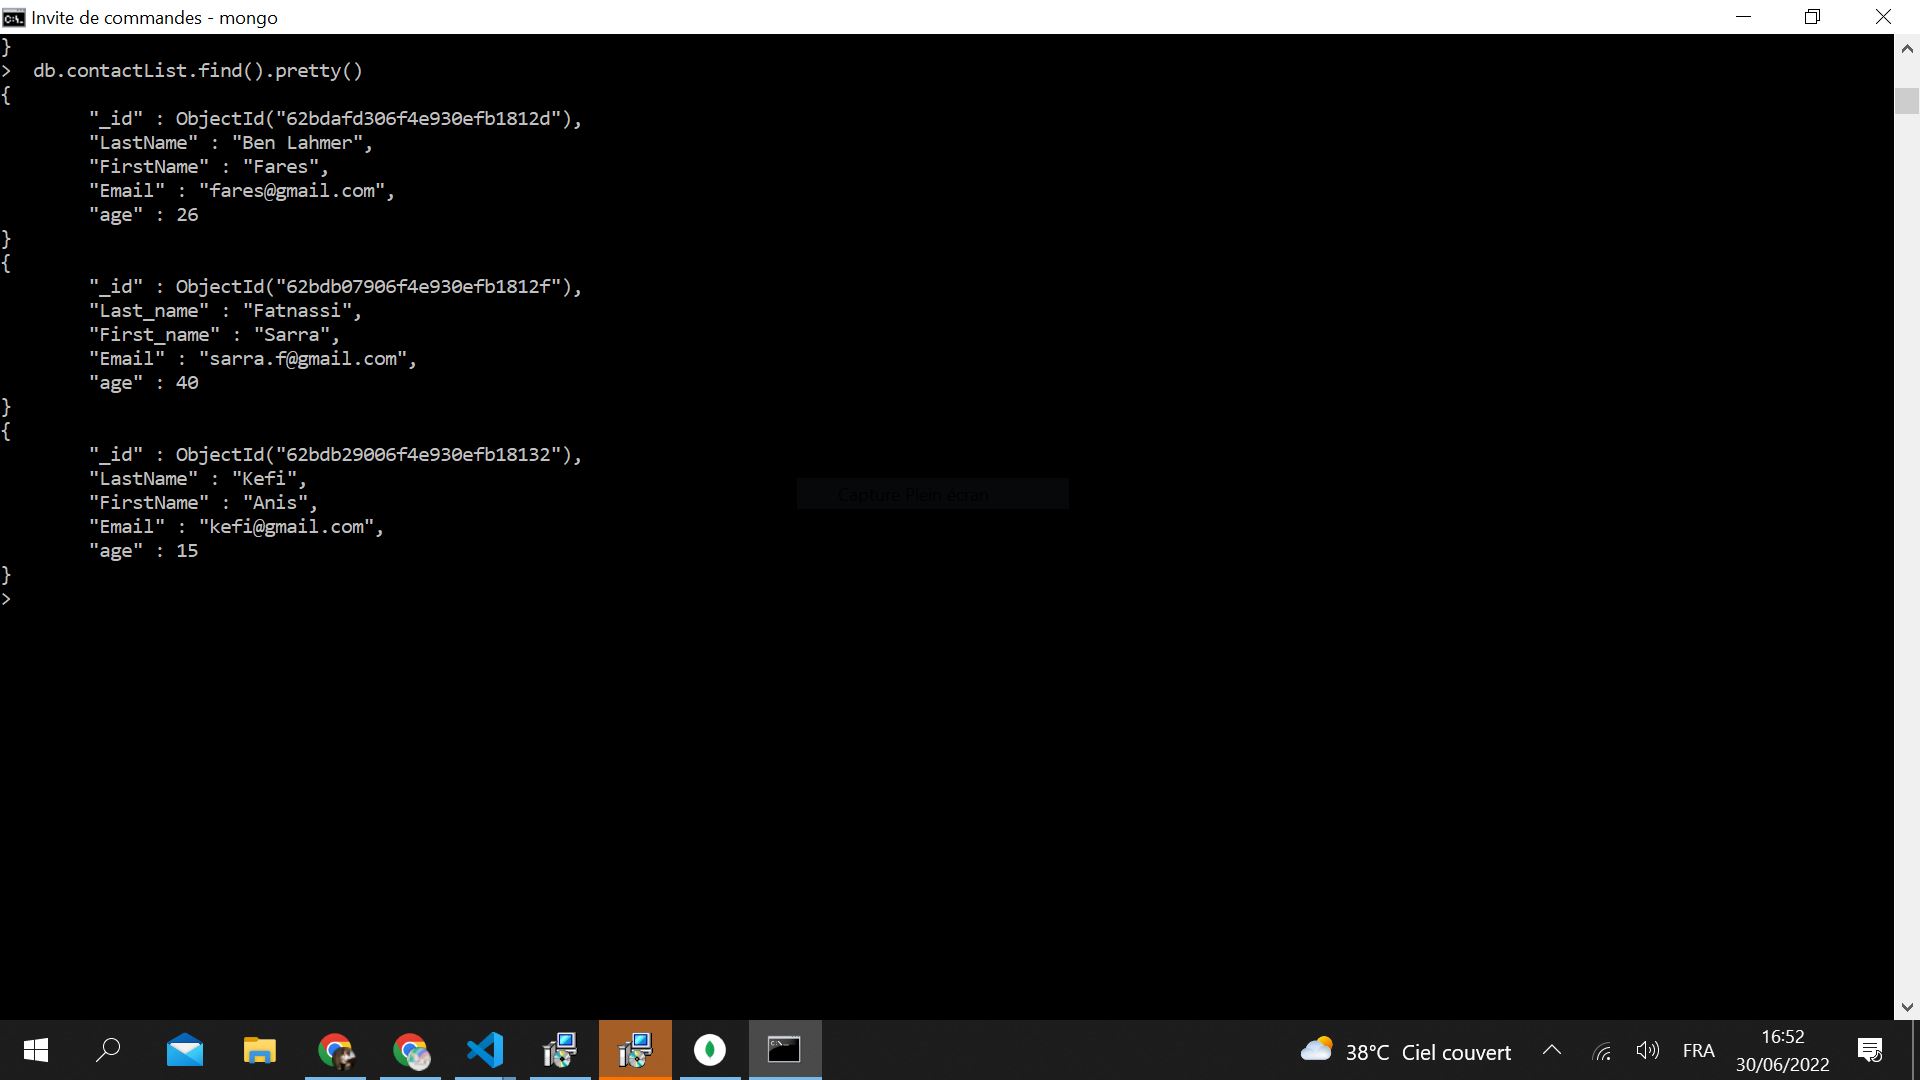 Invite de commandes - mongo
}
> db.contactList.find().pretty()
{
"_id" : ObjectId("62bdafd306f4e930efb1812d"),
"LastName" : "Ben Lahmer",
"FirstName" : "Fares",
"Email" : "fares@gmail.com",
"age" : 26
}
{
"_id" : ObjectId("62bdb07906f4e930efb1812f"),
"Last_name" : "Fatnassi",
"First_name" : "Sarra",
"Email" : "sarra.f@gmail.com",
"age" : 40
}
{
"_id" : ObjectId("62bdb29006f4e930efb18132"),
"LastName" : "Kefi",
"FirstName" : "Anis",
"Email" : "kefi@gmail.com",
"age" : 15
}
>
Capture Plein écran
38°C Ciel couvert
FRA
16:52
30/06/2022